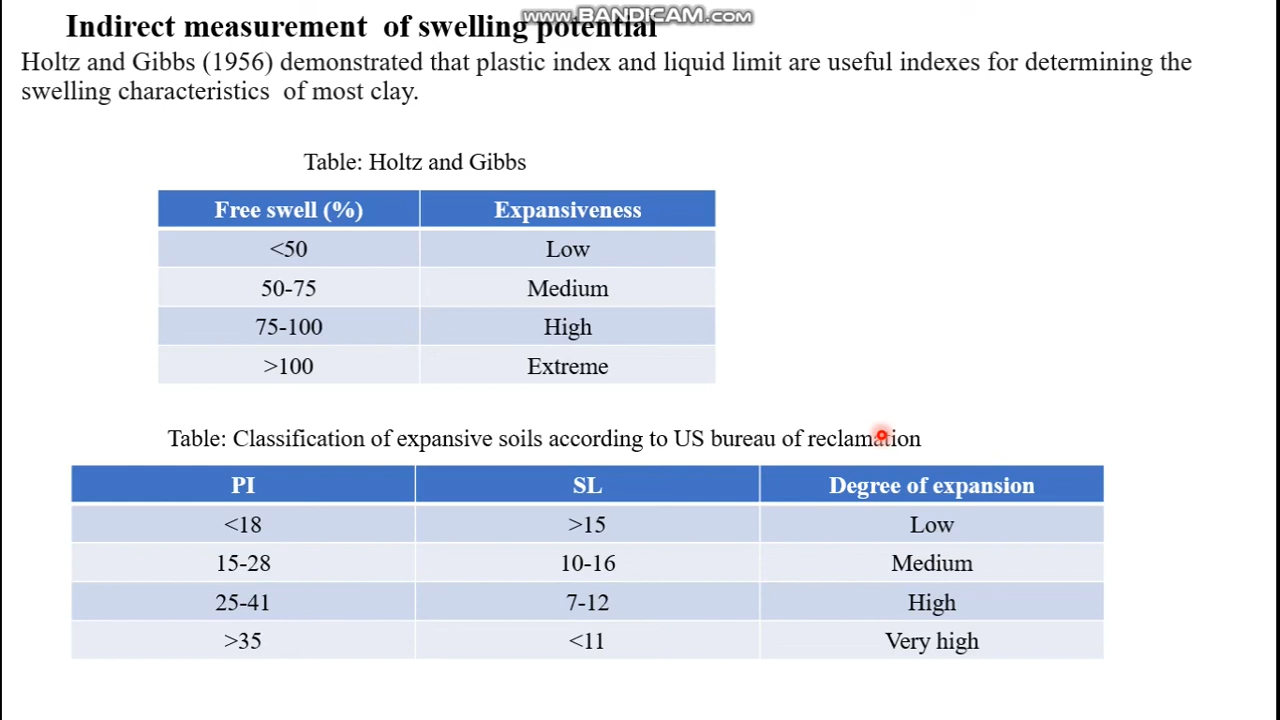 www.BANDICAM.com
Indirect measurement of swelling potential
Holtz and Gibbs (1956) demonstrated that plastic index and liquid limit are useful indexes for determining the
swelling characteristics of most clay.
Table: Holtz and Gibbs
Free swell (%) Expansiveness
<50 Low
50-75 Medium
75-100 High
>100 Extreme
Table: Classification of expansive soils according to US bureau of reclamation
PI SL Degree of expansion
<18 >15 Low
15-28 10-16 Medium
25-41 7-12 High
>35 <11 Very high